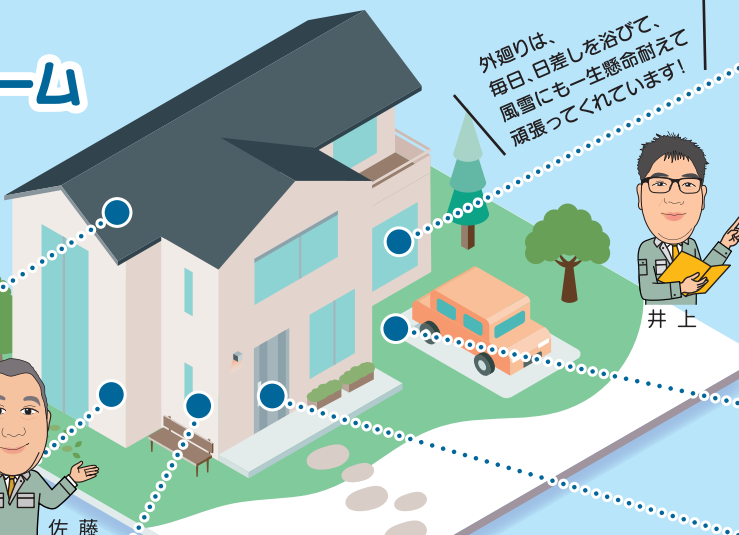 ーム
外廻りは、
毎日、日差しを浴びて、
風雪にも一生懸命耐えて
頑張ってくれています!
井上
佐藤